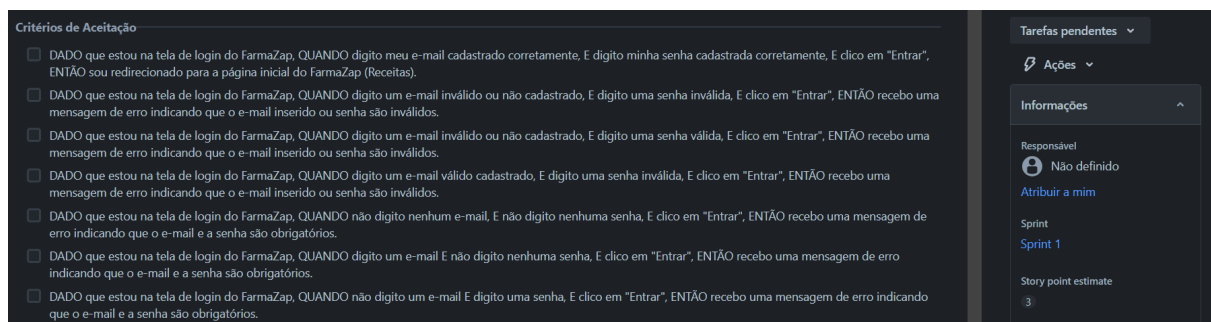 Critérios de Aceitação
DADO que estou na tela de login do FarmaZap, QUANDO digito meu e-mail cadastrado corretamente, E digito minha senha cadastrada corretamente, E clico em "Entrar",
ENTÃO sou redirecionado para a página inicial do FarmaZap (Receitas).
DADO que estou na tela de login do FarmaZap, QUANDO digito um e-mail inválido ou não cadastrado, E digito uma senha inválida, E clico em "Entrar", ENTÃO recebo uma
mensagem de erro indicando que o e-mail inserido ou senha são inválidos.
DADO que estou na tela de login do FarmaZap, QUANDO digito um e-mail inválido ou não cadastrado, E digito uma senha válida, E clico em "Entrar", ENTÃO recebo uma
mensagem de erro indicando que o e-mail inserido ou senha são inválidos.
DADO que estou na tela de login do FarmaZap, QUANDO digito um e-mail válido cadastrado, E digito uma senha inválida, E clico em "Entrar", ENTÃO recebo uma
mensagem de erro indicando que o e-mail inserido ou senha são inválidos.
DADO que estou na tela de login do FarmaZap, QUANDO não digito nenhum e-mail, E não digito nenhuma senha, E clico em "Entrar", ENTÃO recebo uma mensagem de
erro indicando que o e-mail e a senha são obrigatórios.
DADO que estou na tela de login do FarmaZap, QUANDO digito um e-mail E não digito nenhuma senha, E clico em "Entrar", ENTÃO recebo uma mensagem de erro
indicando que o e-mail e a senha são obrigatórios.
DADO que estou na tela de login do FarmaZap, QUANDO não digito um e-mail E digito uma senha, E clico em "Entrar", ENTÃO recebo uma mensagem de erro indicando
que o e-mail e a senha são obrigatórios.
Tarefas pendentes
Ações
Informações
Responsável
Não definido
Atribuir a mim
Sprint
Sprint 1
Story point estimate
3